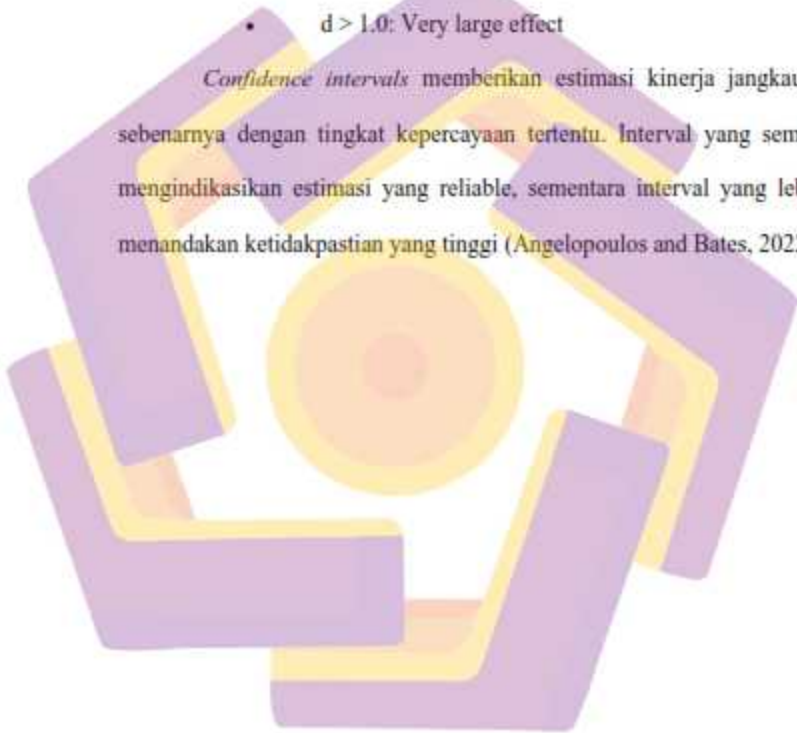 • d > 1.0: Very large effect
Confidence intervals memberikan estimasi kinerja jangkau
sebenarnya dengan tingkat kepercayaan tertentu. Interval yang sem
mengindikasikan estimasi yang reliable, sementara interval yang lel
menandakan ketidakpastian yang tinggi (Angelopoulos and Bates, 202